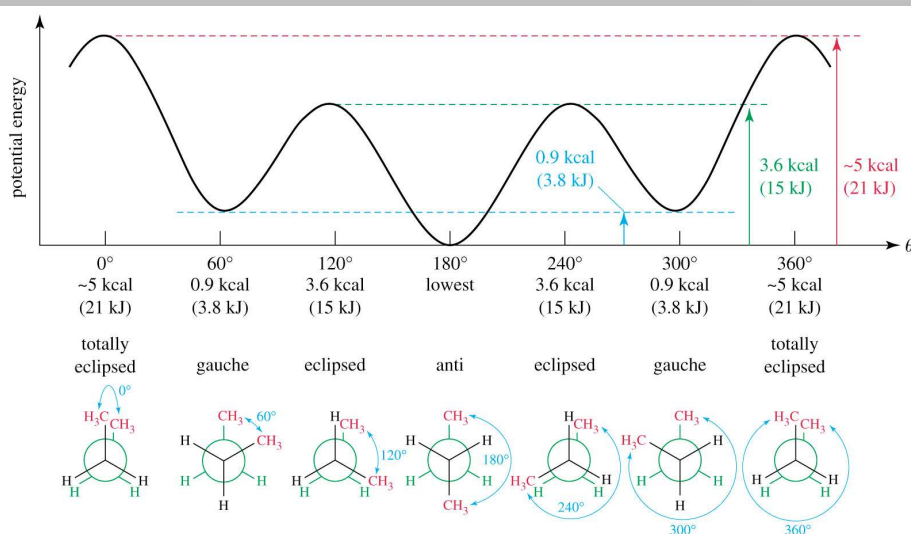 potential energy
0.9 kcal
(3.8 kJ)
3.6 kcal
(15 kJ)
~5 kcal
(21 kJ)
θ
0° 60° 120° 180° 240° 300° 360°
~5 kcal 0.9 kcal 3.6 kcal lowest 3.6 kcal 0.9 kcal ~5 kcal
(21 kJ) (3.8 kJ) (15 kJ) (15 kJ) (3.8 kJ) (21 kJ)
totally totally
eclipsed gauche eclipsed anti eclipsed gauche eclipsed
0°
H₃C CH₃
H H
H H
CH₃ 60°
H CH₃
H H
H
H
CH₃
120°
H CH₃
H H
CH₃
H H
180°
H H
CH₃
H
CH₃
H₃C H
H H
240°
CH₃
H₃C H
H H
H
300°
H₃C
CH₃
H H
H H
360°